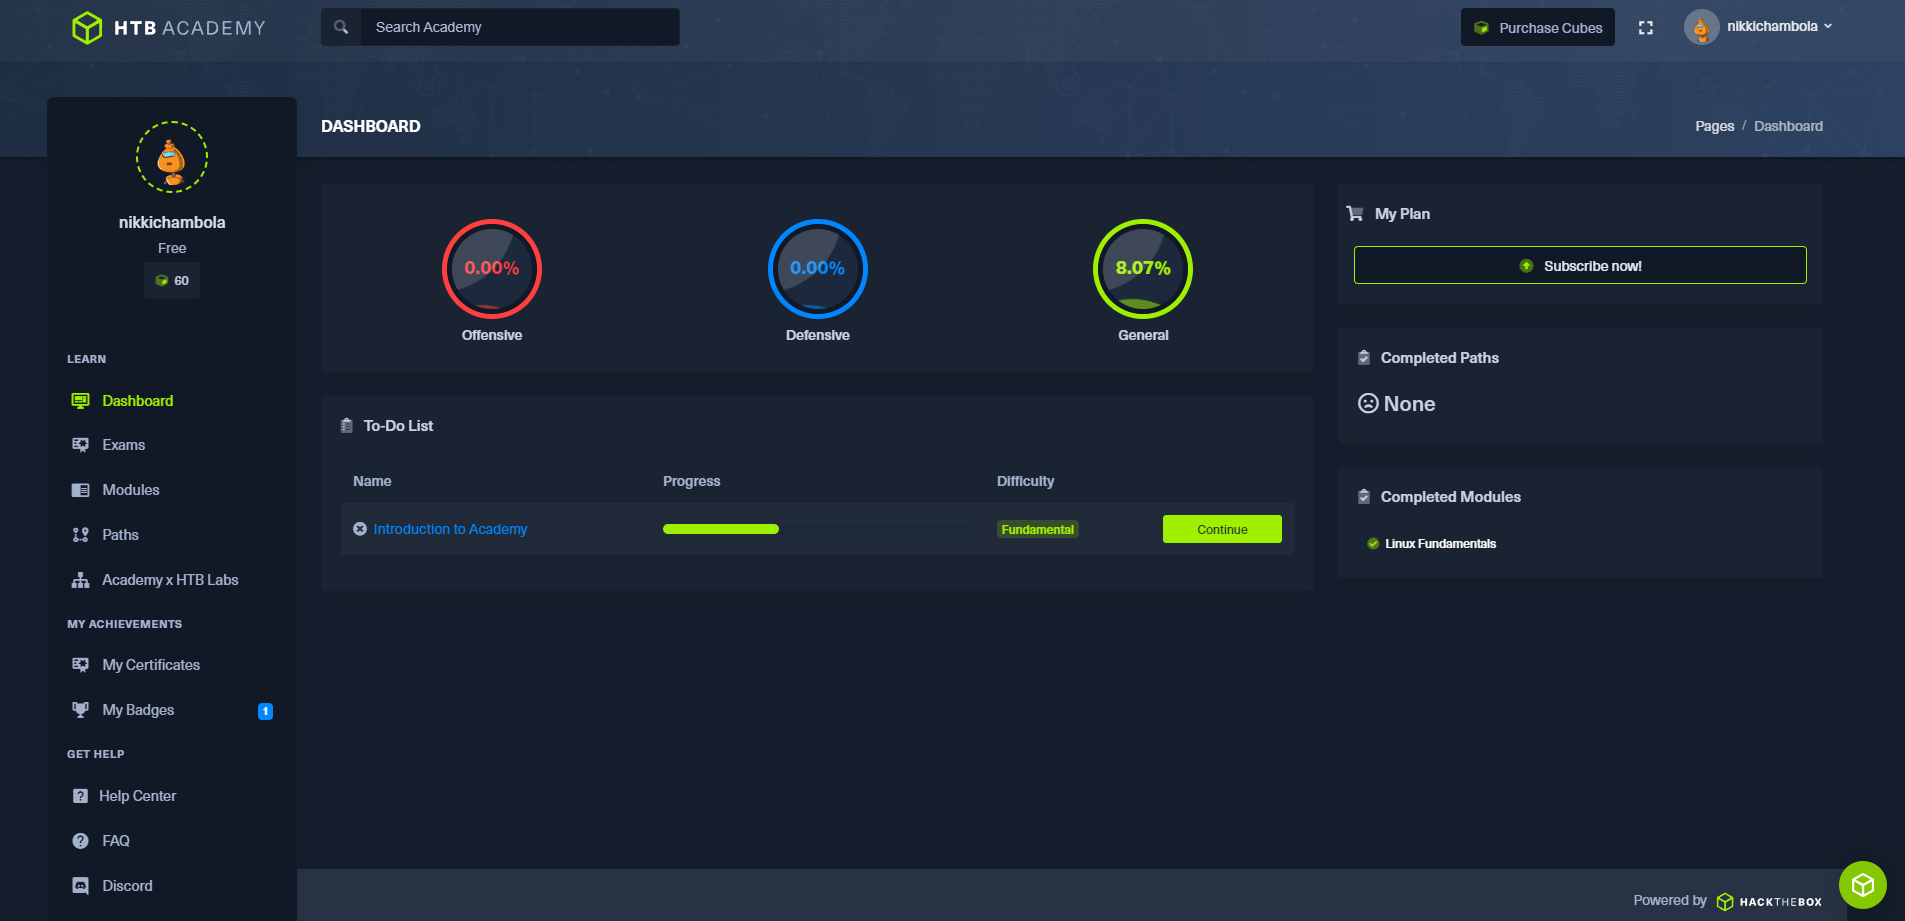 HTB ACADEMY
Search Academy
Purchase Cubes
nikkichambola
nikkichambola
Free
60
LEARN
Dashboard
Exams
Modules
Paths
Academy x HTB Labs
MY ACHIEVEMENTS
My Certificates
My Badges 1
GET HELP
Help Center
FAQ
Discord
DASHBOARD
Pages / Dashboard
0.00%
Offensive
0.00%
Defensive
8.07%
General
To-Do List
Name Progress Difficulty
Introduction to Academy Fundamental Continue
My Plan
Subscribe now!
Completed Paths
None
Completed Modules
Linux Fundamentals
Powered by HACKTHEBOX